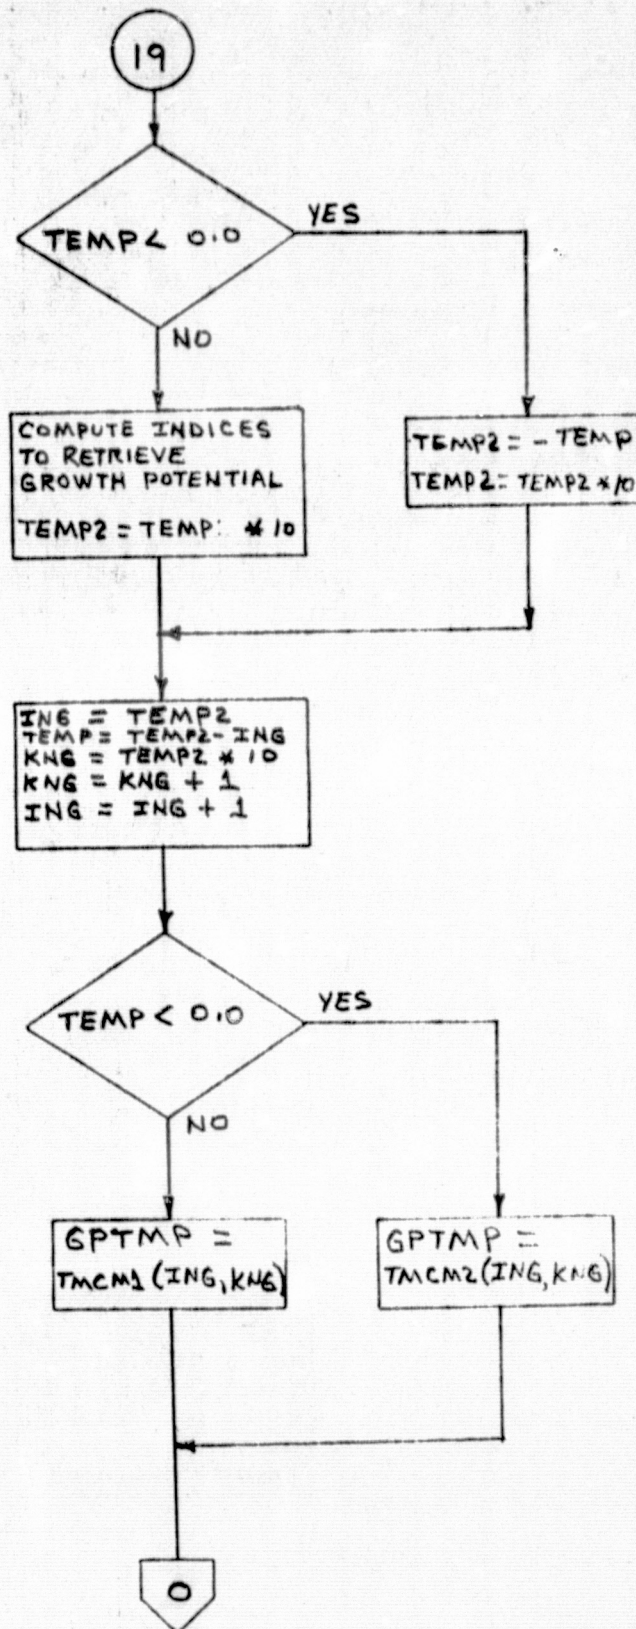 19
TEMP < 0.0
YES
NO
COMPUTE INDICES
TO RETRIEVE
GROWTH POTENTIAL
TEMP2 = TEMP. * 10
TEMP2 = - TEMP
TEMP2 = TEMP2 * 10
ING = TEMP2
TEMP = TEMP2 - ING
KNG = TEMP2 * 10
KNG = KNG + 1
ING = ING + 1
TEMP < 0.0
YES
NO
GPTMP =
TMCM1 (ING, KNG)
GPTMP =
TMCM2 (ING, KNG)
0